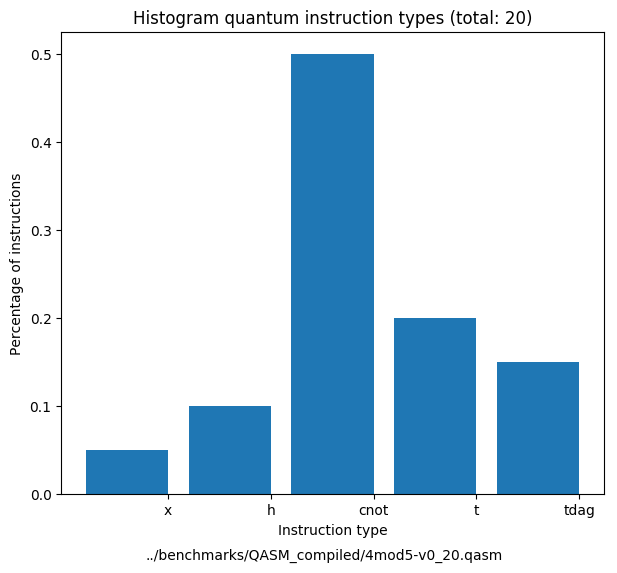 Histogram quantum instruction types (total: 20)
Percentage of instructions
0.5
0.4
0.3
0.2
0.1
0.0
x h cnot t tdag
Instruction type
../benchmarks/QASM_compiled/4mod5-v0_20.qasm